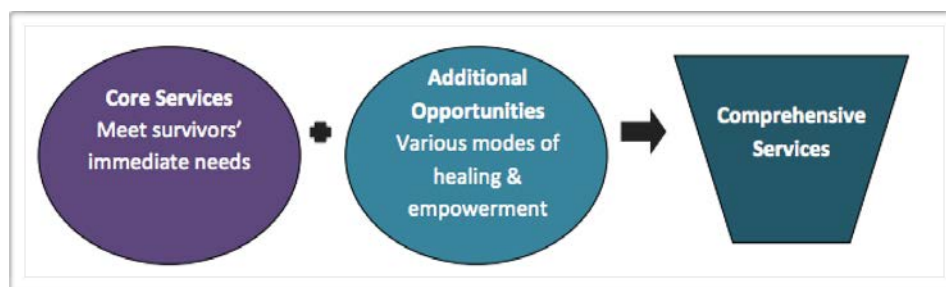 Core Services
Meet survivors'
immediate needs
Additional
Opportunities
Various modes of
healing &
empowerment
Comprehensive
Services